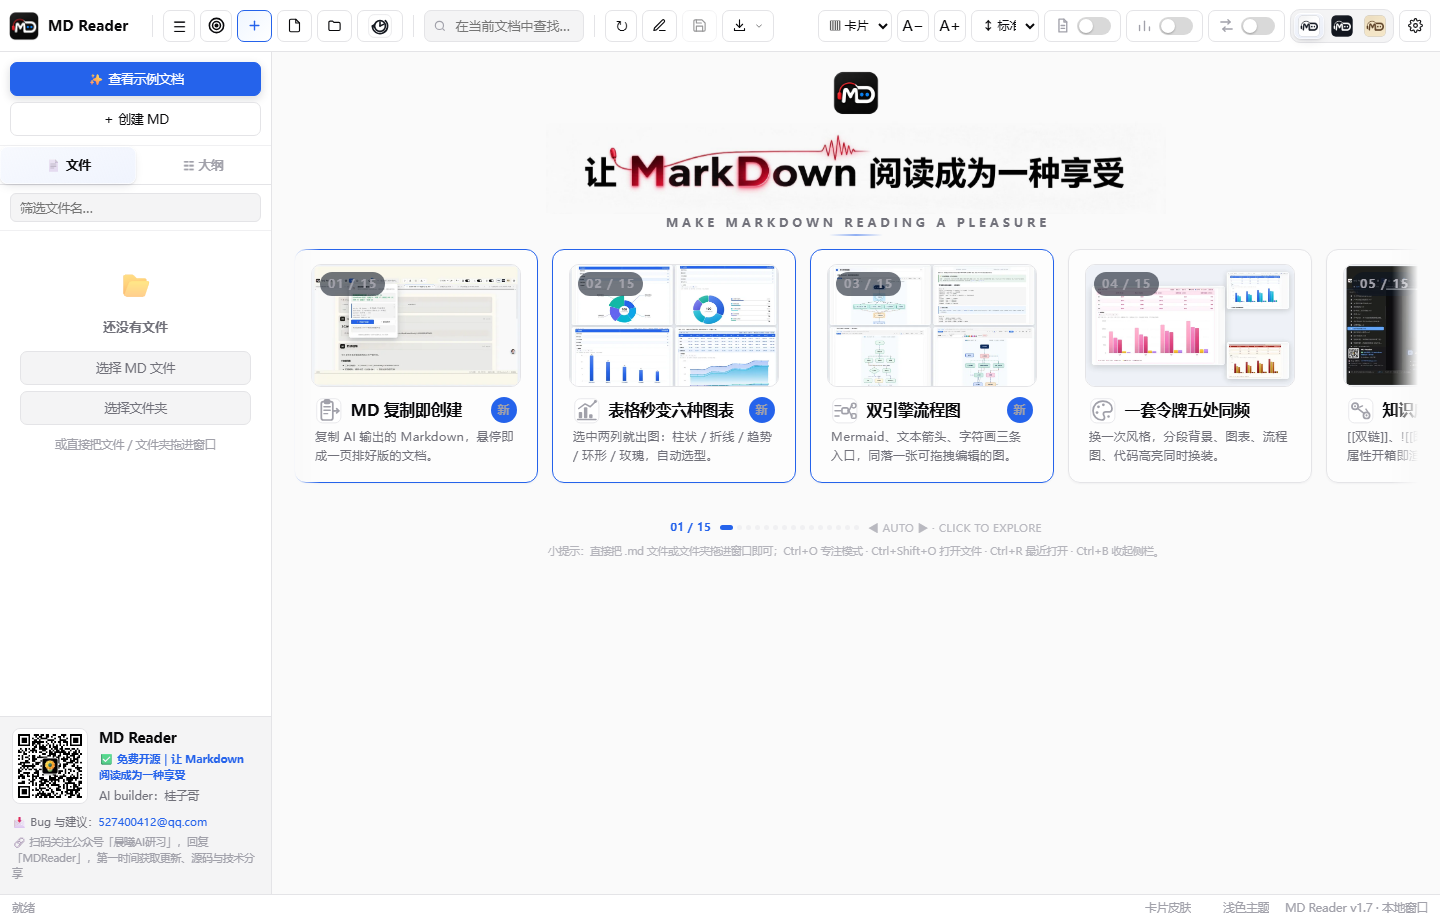 MD Reader
在当前文档中查找...
卡片
A−
A+
标准
✨ 查看示例文档
+ 创建 MD
文件
大纲
筛选文件名...
还没有文件
选择 MD 文件
选择文件夹
或直接把文件 / 文件夹拖进窗口
MD Reader
✅ 免费开源 | 让 Markdown
阅读成为一种享受
AI builder：桂子哥
Bug 与建议：527400412@qq.com
扫码关注公众号「晨曦AI研习」，回复
「MDReader」，第一时间获取更新、源码与技术分
享
MD
让 MarkDown 阅读成为一种享受
MAKE MARKDOWN READING A PLEASURE
01 / 15
MD 复制即创建
新
复制 AI 输出的 Markdown，悬停即
成一页排好版的文档。
02 / 15
表格秒变六种图表
新
选中两列就出图：柱状 / 折线 / 趋势
/ 环形 / 玫瑰，自动选型。
03 / 15
双引擎流程图
新
Mermaid、文本箭头、字符画三条
入口，同落一张可拖拽编辑的图。
04 / 15
一套令牌五处同频
换一次风格，分段背景、图表、流程
图、代码高亮同时换装。
05 / 15
知识
[[双链]]、![[
属性开箱即
01 / 15
◀ AUTO ▶ · CLICK TO EXPLORE
小提示：直接把 .md 文件或文件夹拖进窗口即可；Ctrl+O 专注模式 · Ctrl+Shift+O 打开文件 · Ctrl+R 最近打开 · Ctrl+B 收起侧栏。
就绪
卡片皮肤
浅色主题
MD Reader v1.7 · 本地窗口